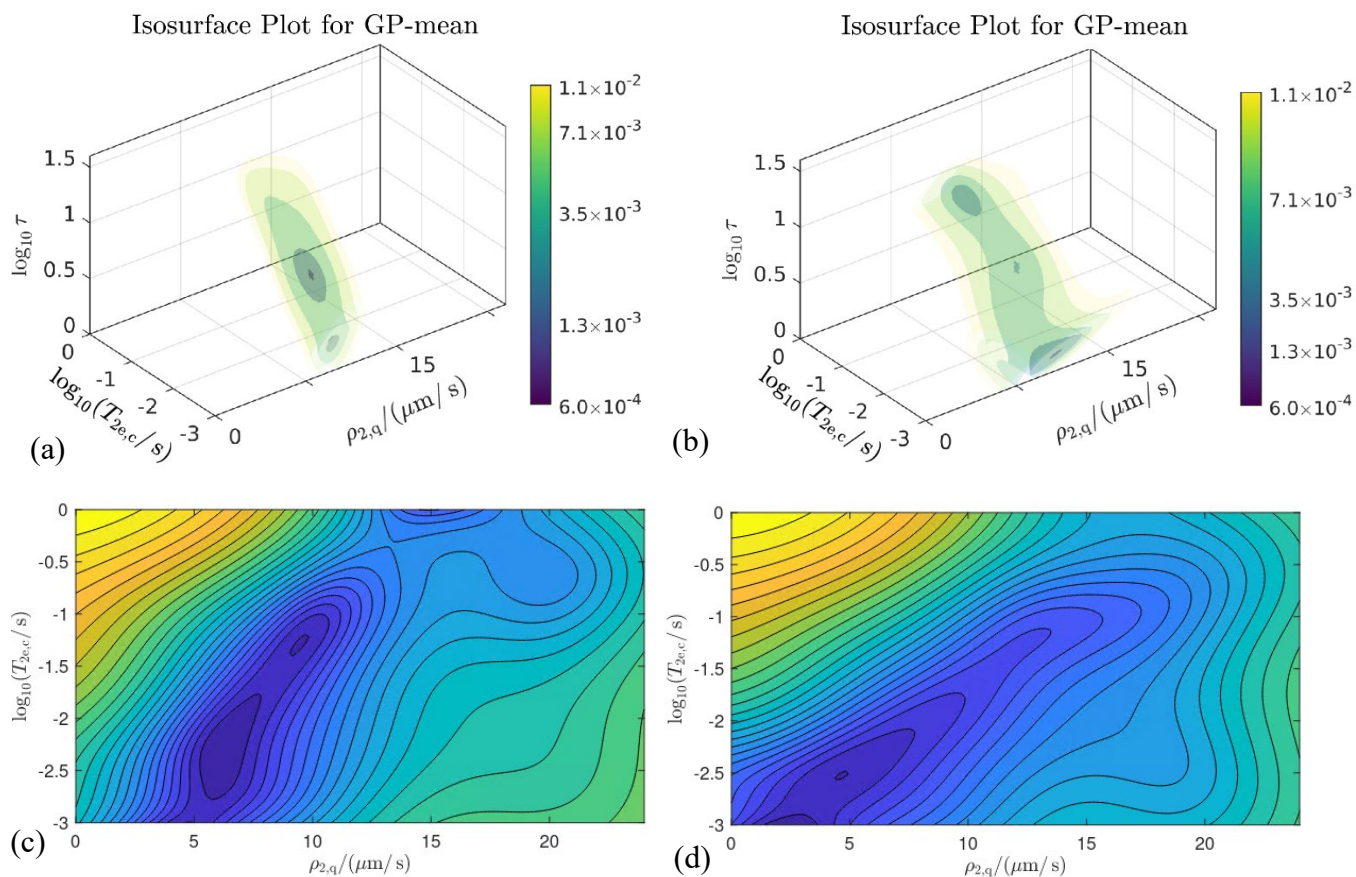 Isosurface Plot for GP-mean
1.5
1
0.5
0
log₁₀ τ
0
-1
-2
-3
log₁₀(T₂ₑ,c/s)
0
15
ρ₂,q/(μm/s)
1.1×10⁻²
7.1×10⁻³
3.5×10⁻³
1.3×10⁻³
6.0×10⁻⁴
(a)
Isosurface Plot for GP-mean
1.5
1
0.5
0
log₁₀ τ
0
-1
-2
-3
log₁₀(T₂ₑ,c/s)
0
15
ρ₂,q/(μm/s)
1.1×10⁻²
7.1×10⁻³
3.5×10⁻³
1.3×10⁻³
6.0×10⁻⁴
(b)
0
-0.5
-1
-1.5
-2
-2.5
-3
log₁₀(T₂ₑ,c/s)
0 5 10 15 20
ρ₂,q/(μm/s)
(c)
0
-0.5
-1
-1.5
-2
-2.5
-3
log₁₀(T₂ₑ,c/s)
0 5 10 15 20
ρ₂,q/(μm/s)
(d)